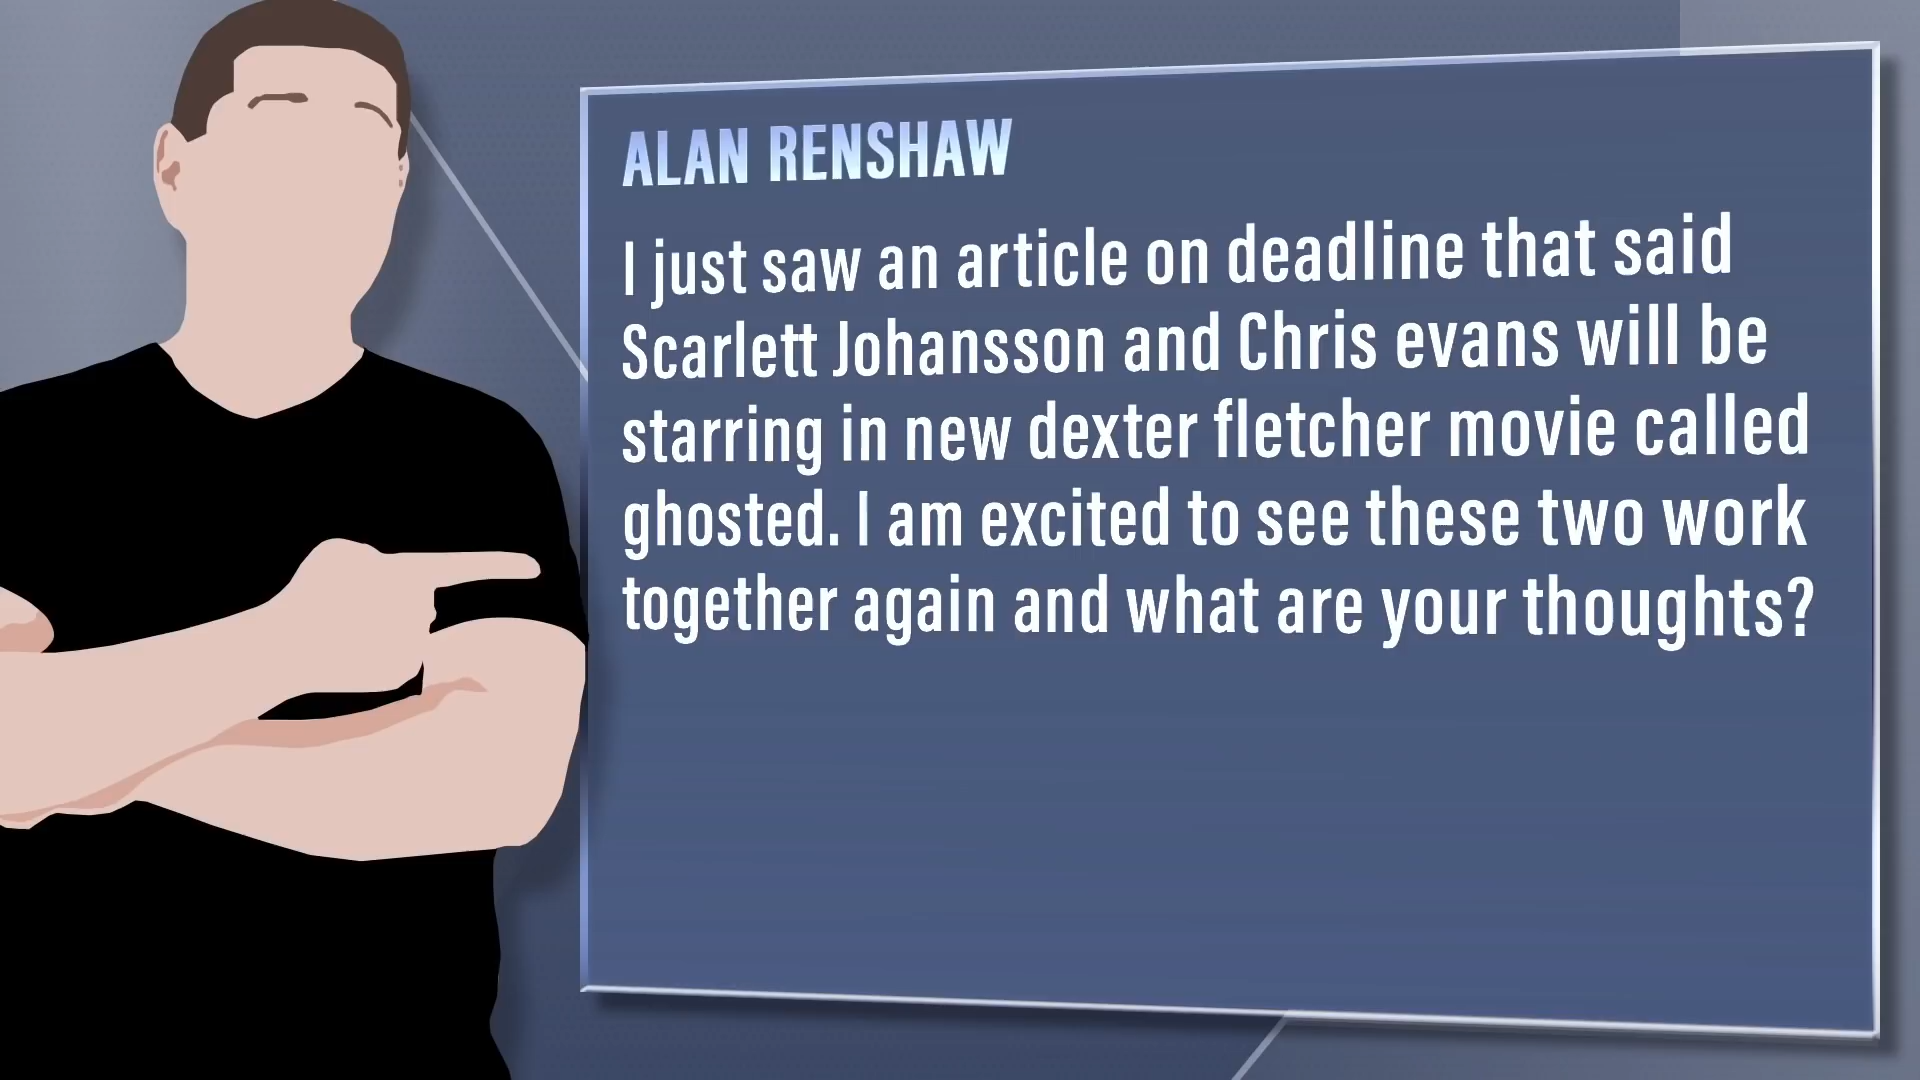 ALAN RENSHAW
I just saw an article on deadline that said
Scarlett Johansson and Chris evans will be
starring in new dexter fletcher movie called
ghosted. I am excited to see these two work
together again and what are your thoughts?